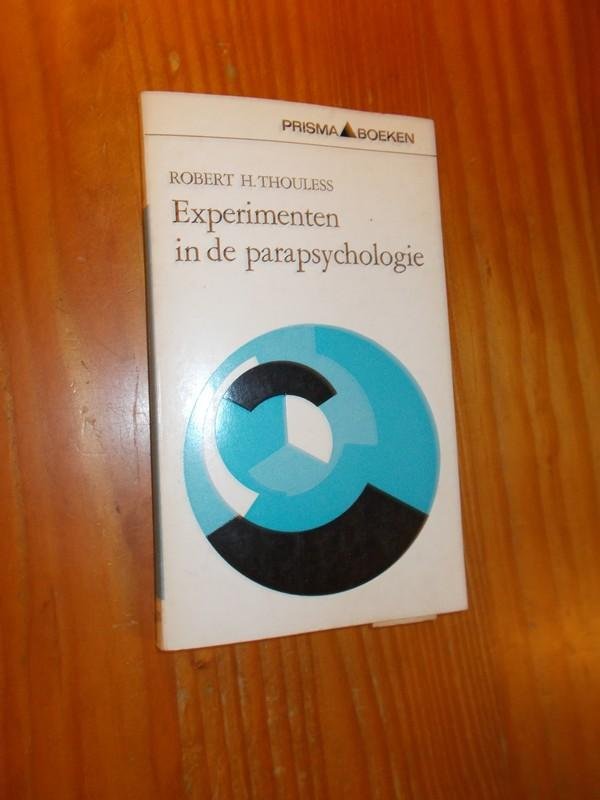 PRISMA BOEKEN
ROBERT H. THOULESS
Experimenten
in de parapsychologie